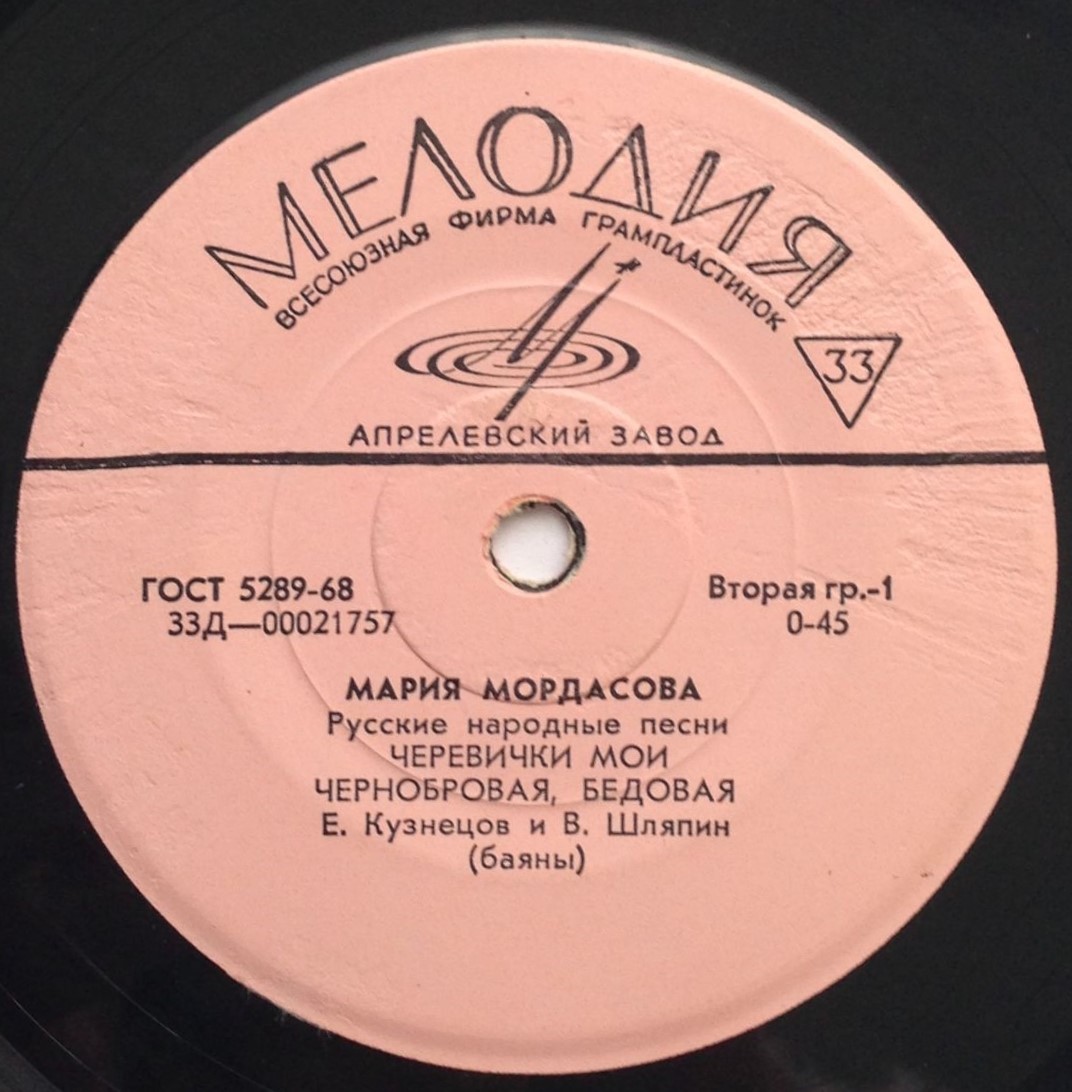 МЕЛОДИЯ
ВСЕСОЮЗНАЯ ФИРМА ГРАМПЛАСТИНОК
33
АПРЕЛЕВСКИЙ ЗАВОД
ГОСТ 5289-68
33Д—00021757
Вторая гр.-1
0-45
МАРИЯ МОРДАСОВА
Русские народные песни
ЧЕРЕВИЧКИ МОИ
ЧЕРНОБРОВАЯ, БЕДОВАЯ
Е. Кузнецов и В. Шляпин
(баяны)